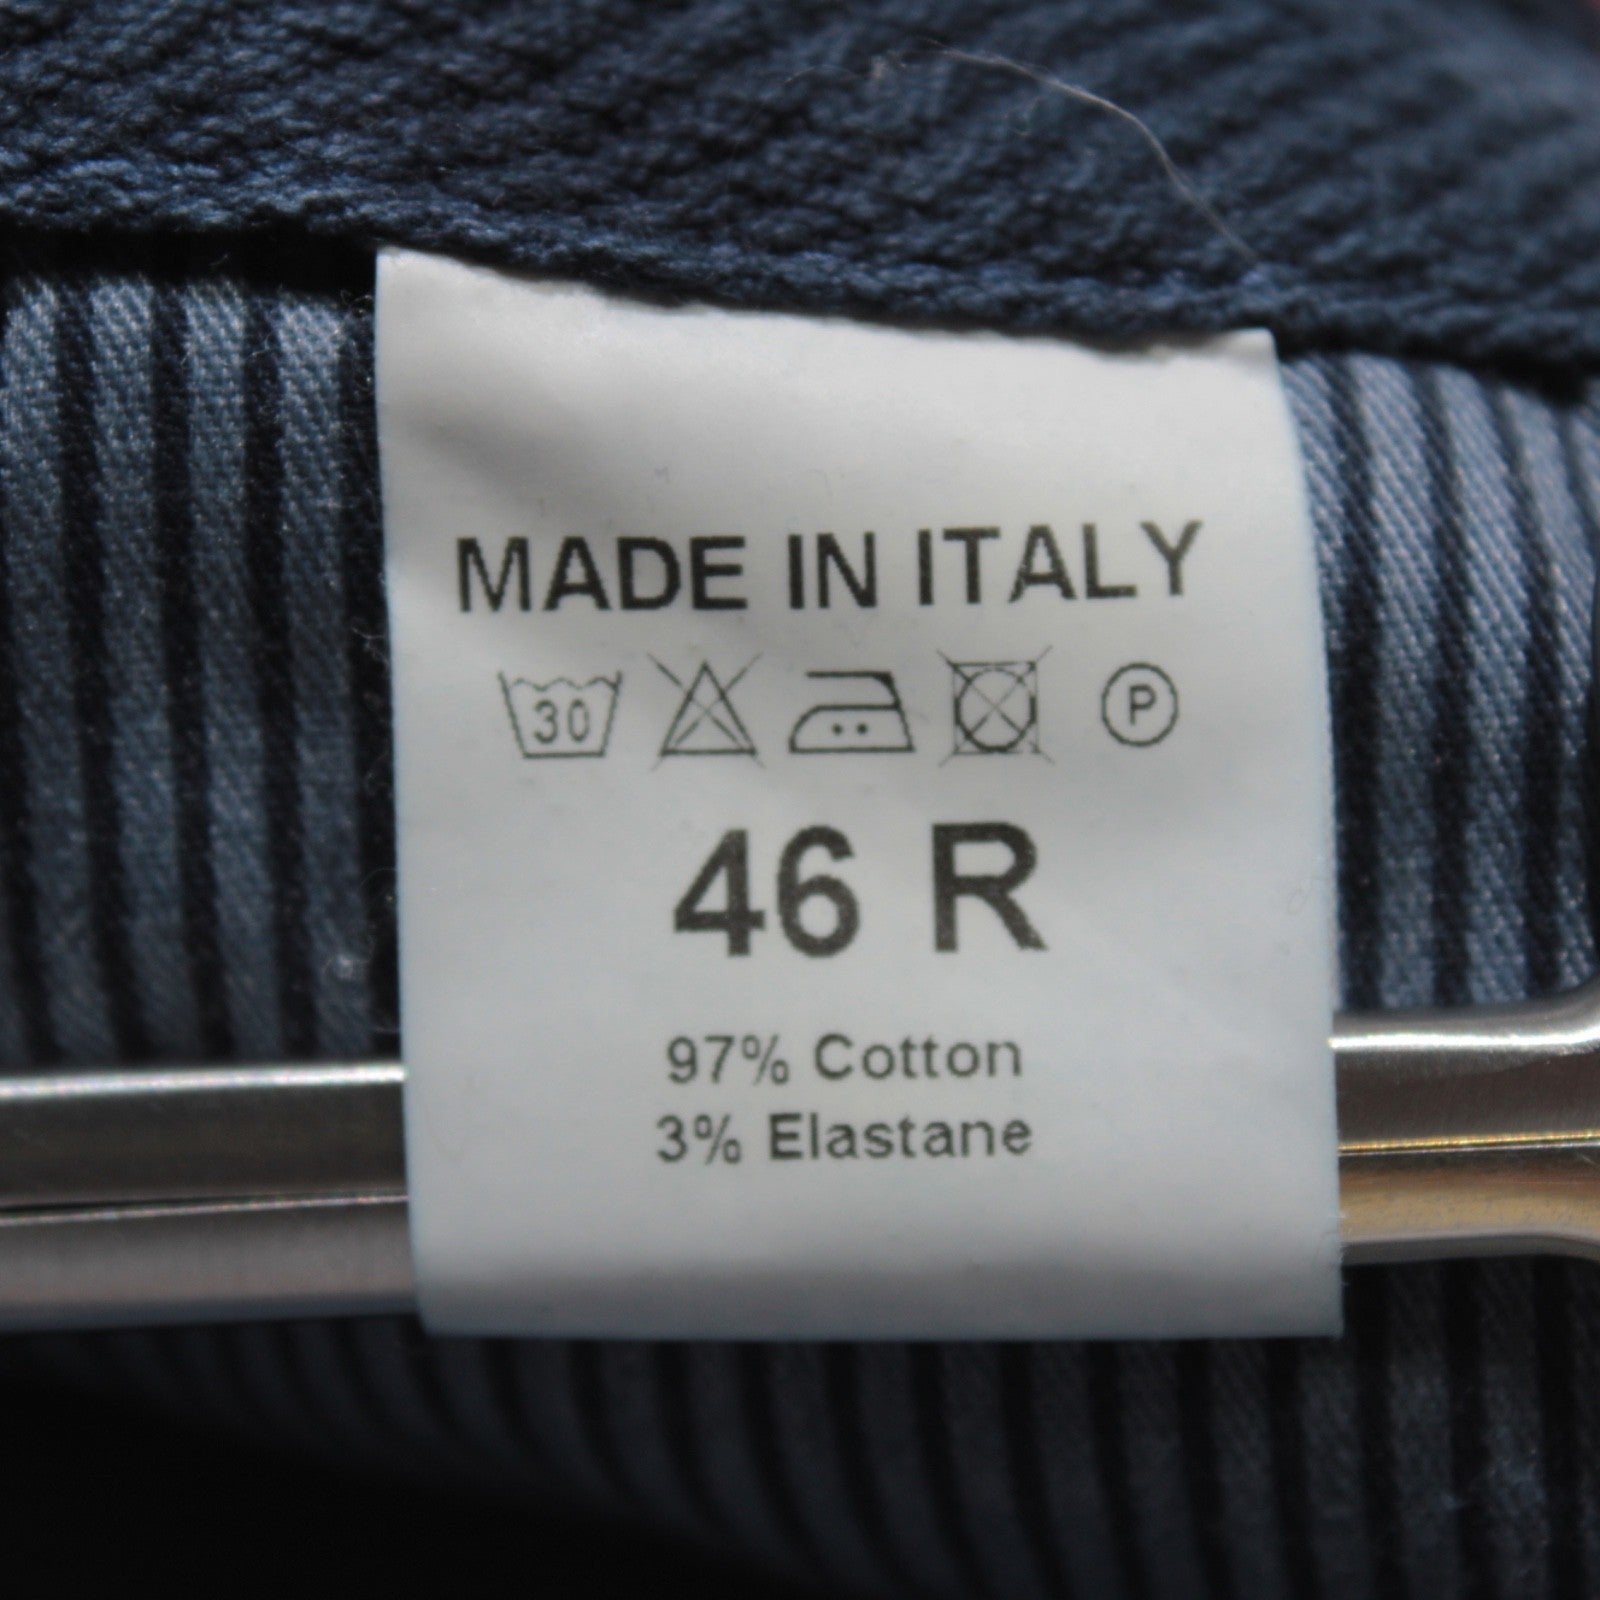 MADE IN ITALY
30 P
46 R
97% Cotton
3% Elastane